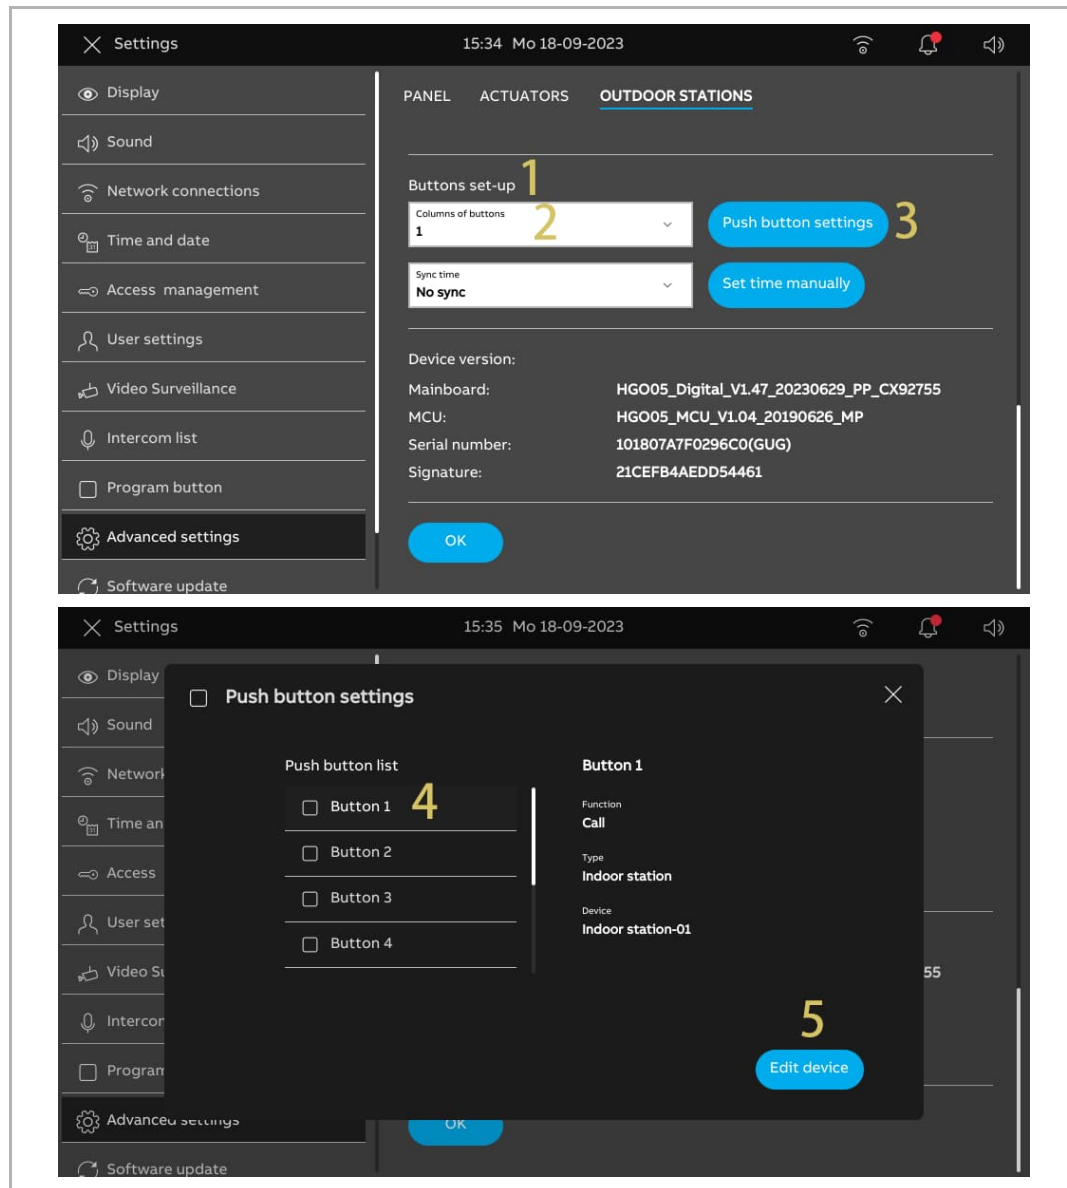 Settings
15:34 Mo 18-09-2023
Display
Sound
Network connections
Time and date
Access management
User settings
Video Surveillance
Intercom list
Program button
Advanced settings
Software update
PANEL ACTUATORS OUTDOOR STATIONS
Buttons set-up 1
Columns of buttons 2
1
Push button settings 3
Sync time
No sync
Set time manually
Device version:
Mainboard: HGO05_Digital_V1.47_20230629_PP_CX92755
MCU: HGO05_MCU_V1.04_20190626_MP
Serial number: 101807A7F0296C0(GUG)
Signature: 21CEFB4AEDD54461
OK
Settings
15:35 Mo 18-09-2023
Display
Sound
Network
Time an
Access
User set
Video Su
Intercor
Program
Advanced settings
Software update
Push button settings
Push button list
Button 1 4
Button 2
Button 3
Button 4
Button 1
Function
Call
Type
Indoor station
Device
Indoor station-01
5
Edit device
55
OK